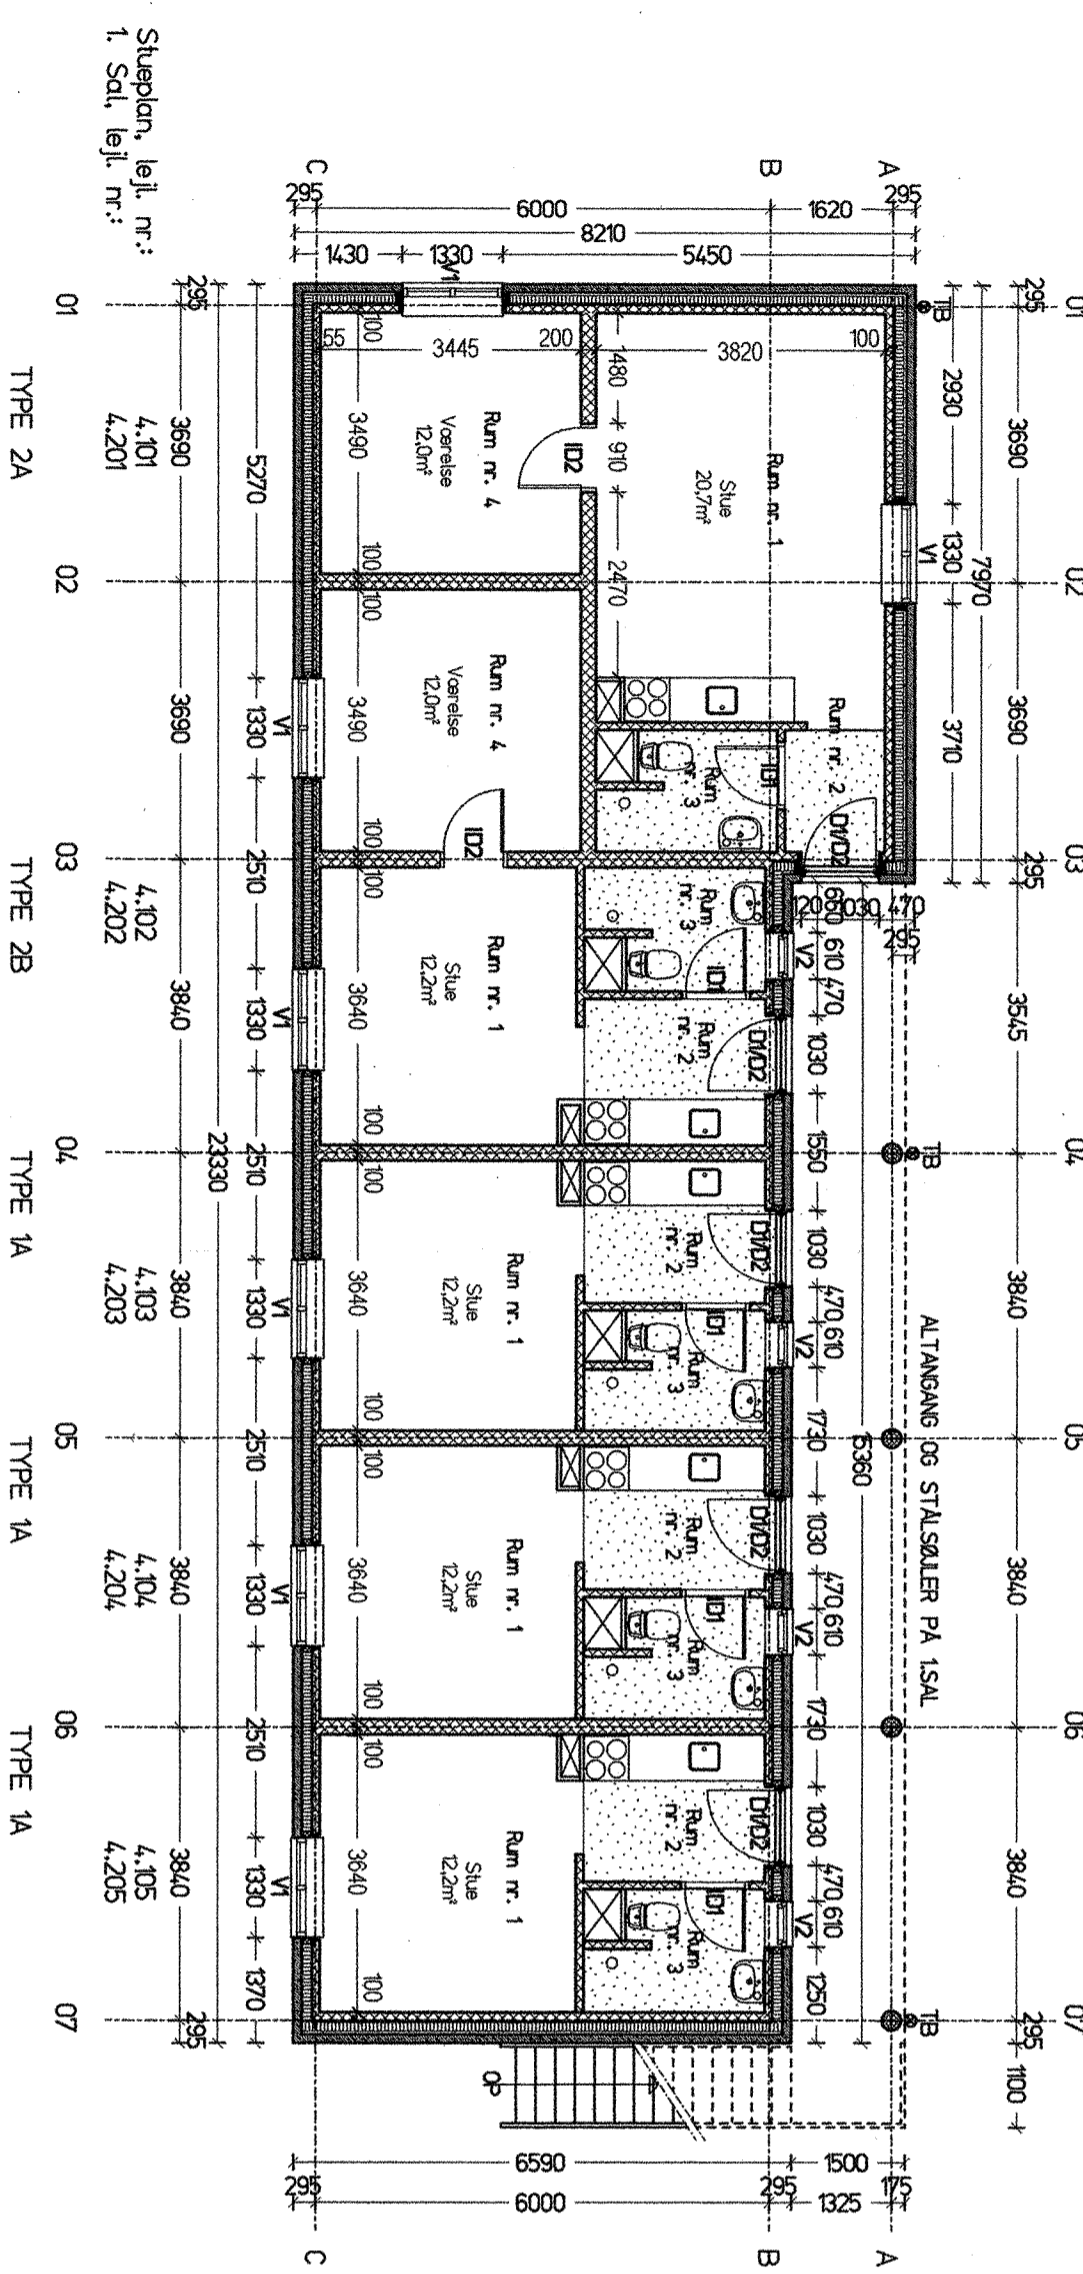 01
02
03
04
05
06
07
295
3690
3690
295
3545
3840
3840
3840
295
1100
7970
2930
1330
3710
TB
V1
TB
TB
ALTANGANG OG STÅLSØJLER PÅ 1.SAL
470
295
1030
120
15360
660
610
470
1030
1550
1030
470
610
1730
1030
470
610
1730
1030
470
610
1250
V2
V2
V2
V2
A
B
C
295
1620
6000
295
8210
5450
1330
1430
V1
100
3820
200
3445
55
Rum nr. 1
Stue
20,7m²
Rum nr. 2
D1/D2
ID1
Rum
nr. 3
1480
910
2470
ID2
Rum nr. 4
Værelse
12,0m²
Rum nr. 4
Værelse
12,0m²
ID2
Rum
nr. 3
ID1
Rum
nr. 2
D1/D2
Rum nr. 1
Stue
12.2m²
D1/D2
Rum
nr. 2
ID1
Rum
nr. 3
Rum nr. 1
Stue
12,2m²
D1/D2
Rum
nr. 2
ID1
Rum
nr. 3
Rum nr. 1
Stue
12,2m²
D1/D2
Rum
nr. 2
ID1
Rum
nr. 3
Rum nr. 1
Stue
12,2m²
100
3490
100
100
3490
100
100
3640
100
100
3640
100
100
3640
100
100
3640
100
OP
V1
V1
V1
V1
V1
5270
1330
2510
1330
2510
1330
2510
1330
2510
1330
1370
23330
295
3690
3690
3840
3840
3840
3840
295
1500
295
6590
175
1325
6000
295
A
B
C
Stueplan, lejl. nr.:
4.101
4.102
4.103
4.104
4.105
1. Sal, lejl. nr.:
4.201
4.202
4.203
4.204
4.205
01
02
03
04
05
06
07
TYPE 2A
TYPE 2B
TYPE 1A
TYPE 1A
TYPE 1A